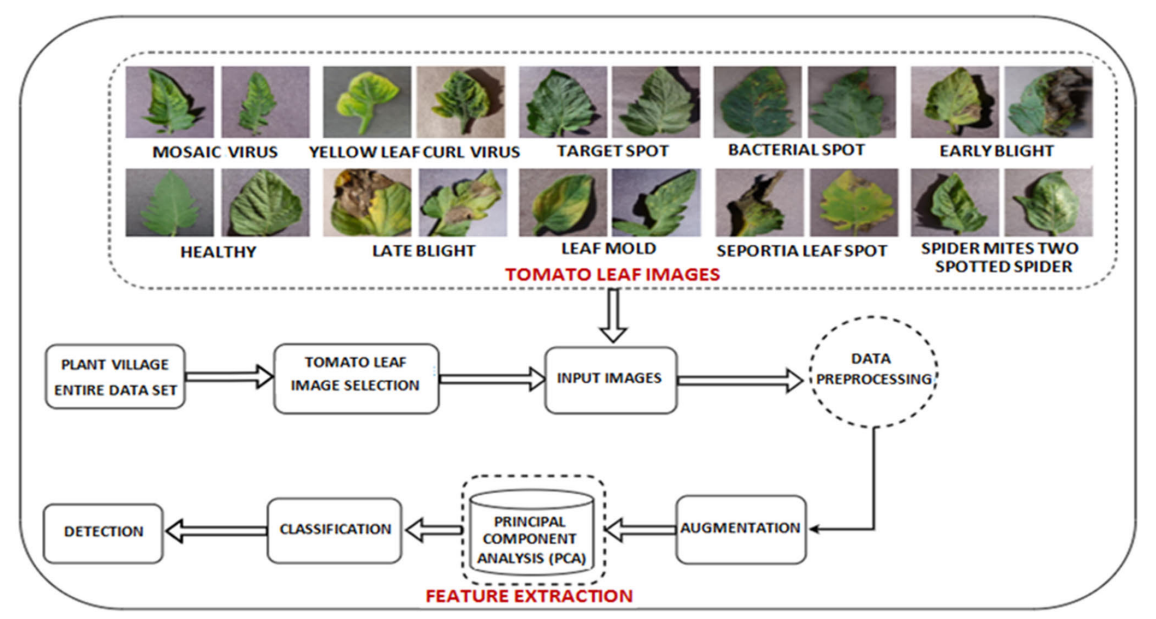 MOSAIC VIRUS
YELLOW LEAF CURL VIRUS
TARGET SPOT
BACTERIAL SPOT
EARLY BLIGHT
HEALTHY
LATE BLIGHT
LEAF MOLD
SEPORTIA LEAF SPOT
SPIDER MITES TWO
SPOTTED SPIDER
TOMATO LEAF IMAGES
PLANT VILLAGE
ENTIRE DATA SET
TOMATO LEAF
IMAGE SELECTION
INPUT IMAGES
DATA
PREPROCESSING
DETECTION
CLASSIFICATION
PRINCIPAL
COMPONENT
ANALYSIS (PCA)
AUGMENTATION
FEATURE EXTRACTION